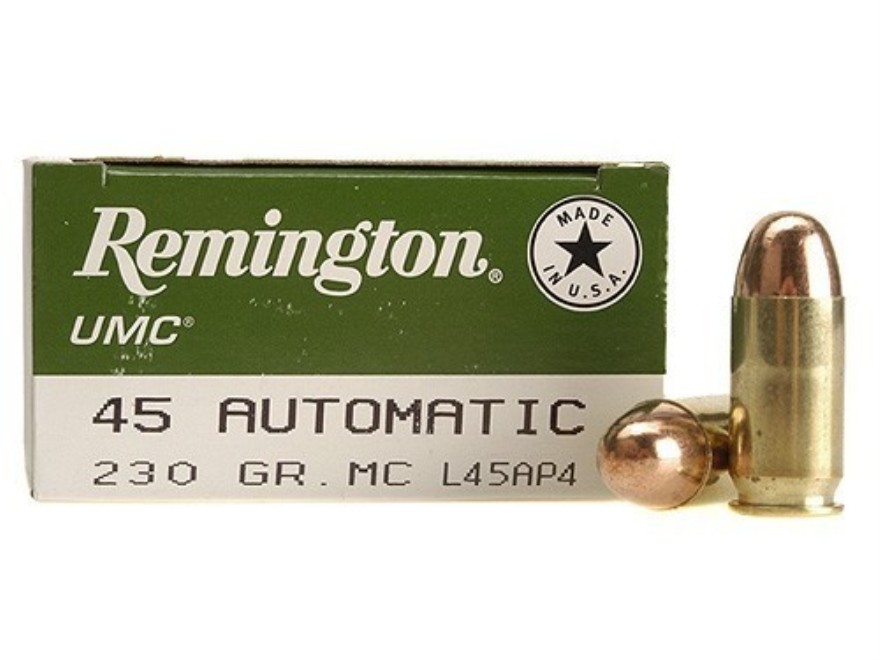 Remington®
UMC®
MADE
IN U.S.A.
45 AUTOMATIC
230 GR. MC L45AP4